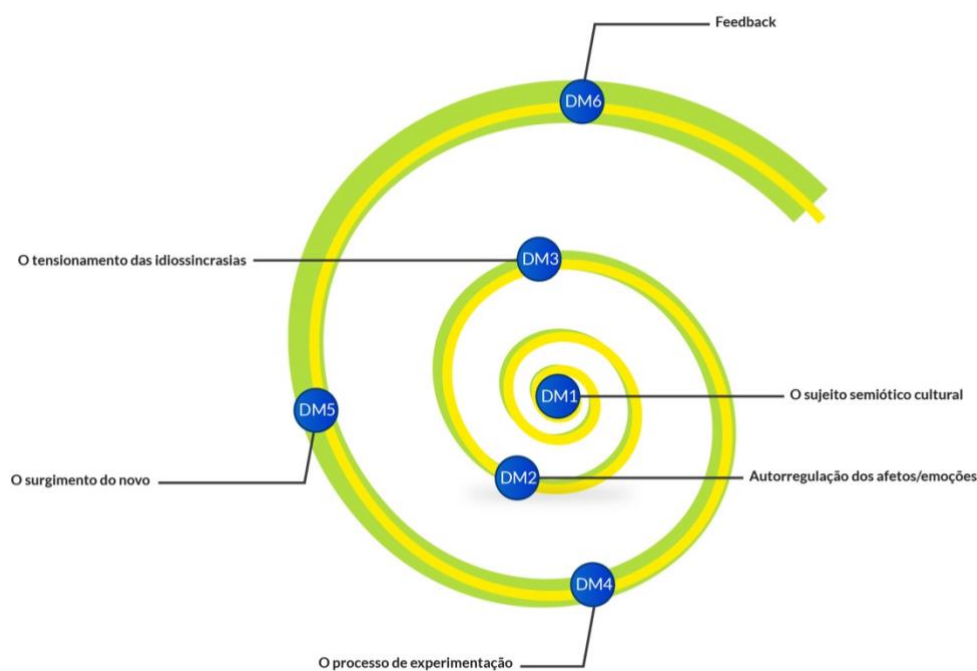 Feedback
DM6
O tensionamento das idiossincrasias
DM3
DM1
O sujeito semiótico cultural
DM5
O surgimento do novo
DM2
Autorregulação dos afetos/emoções
DM4
O processo de experimentação